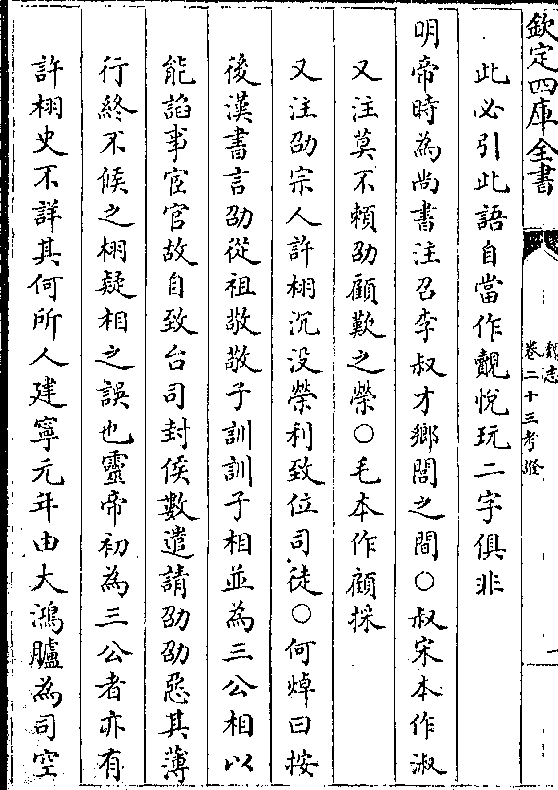 欽定四庫全書
魏志
卷二十三考證
此必引此語自當作覿悅玩二字俱非
明帝時為尚書注召李叔才鄉閭之間○叔宋本作淑
又注莫不賴劭顧歎之榮○毛本作顧採
又注劭宗人許栩沉沒榮利致位司徒○何焯曰按
後漢書言劭從祖敬敬子訓訓子相並為三公相以
能諂事宦官故自致台司封侯數遣請劭劭惡其薄
行終不候之栩疑相之誤也靈帝初為三公者亦有
許栩史不詳其何所人建寧元年由大鴻臚為司空